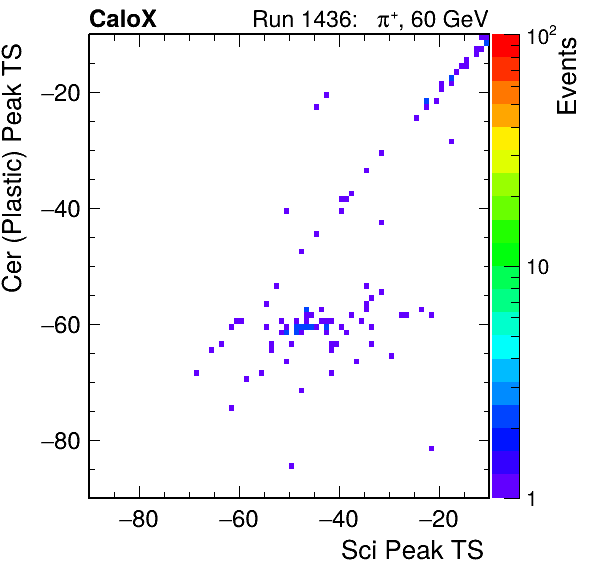 CaloX Run 1436: π⁺, 60 GeV
Cer (Plastic) Peak TS
−20
−40
−60
−80
−80 −60 −40 −20
Sci Peak TS
10²
10
1
Events